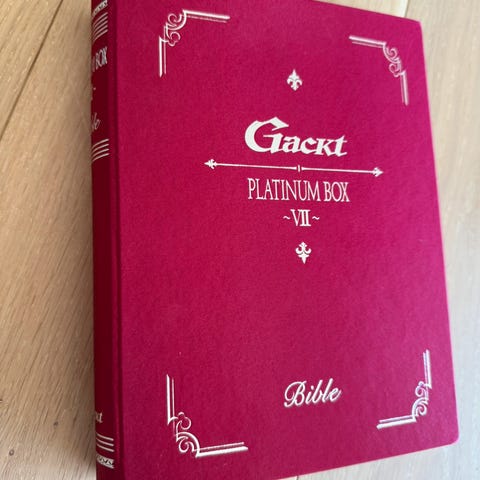 Gackt
PLATINUM BOX
~VII~
Bible